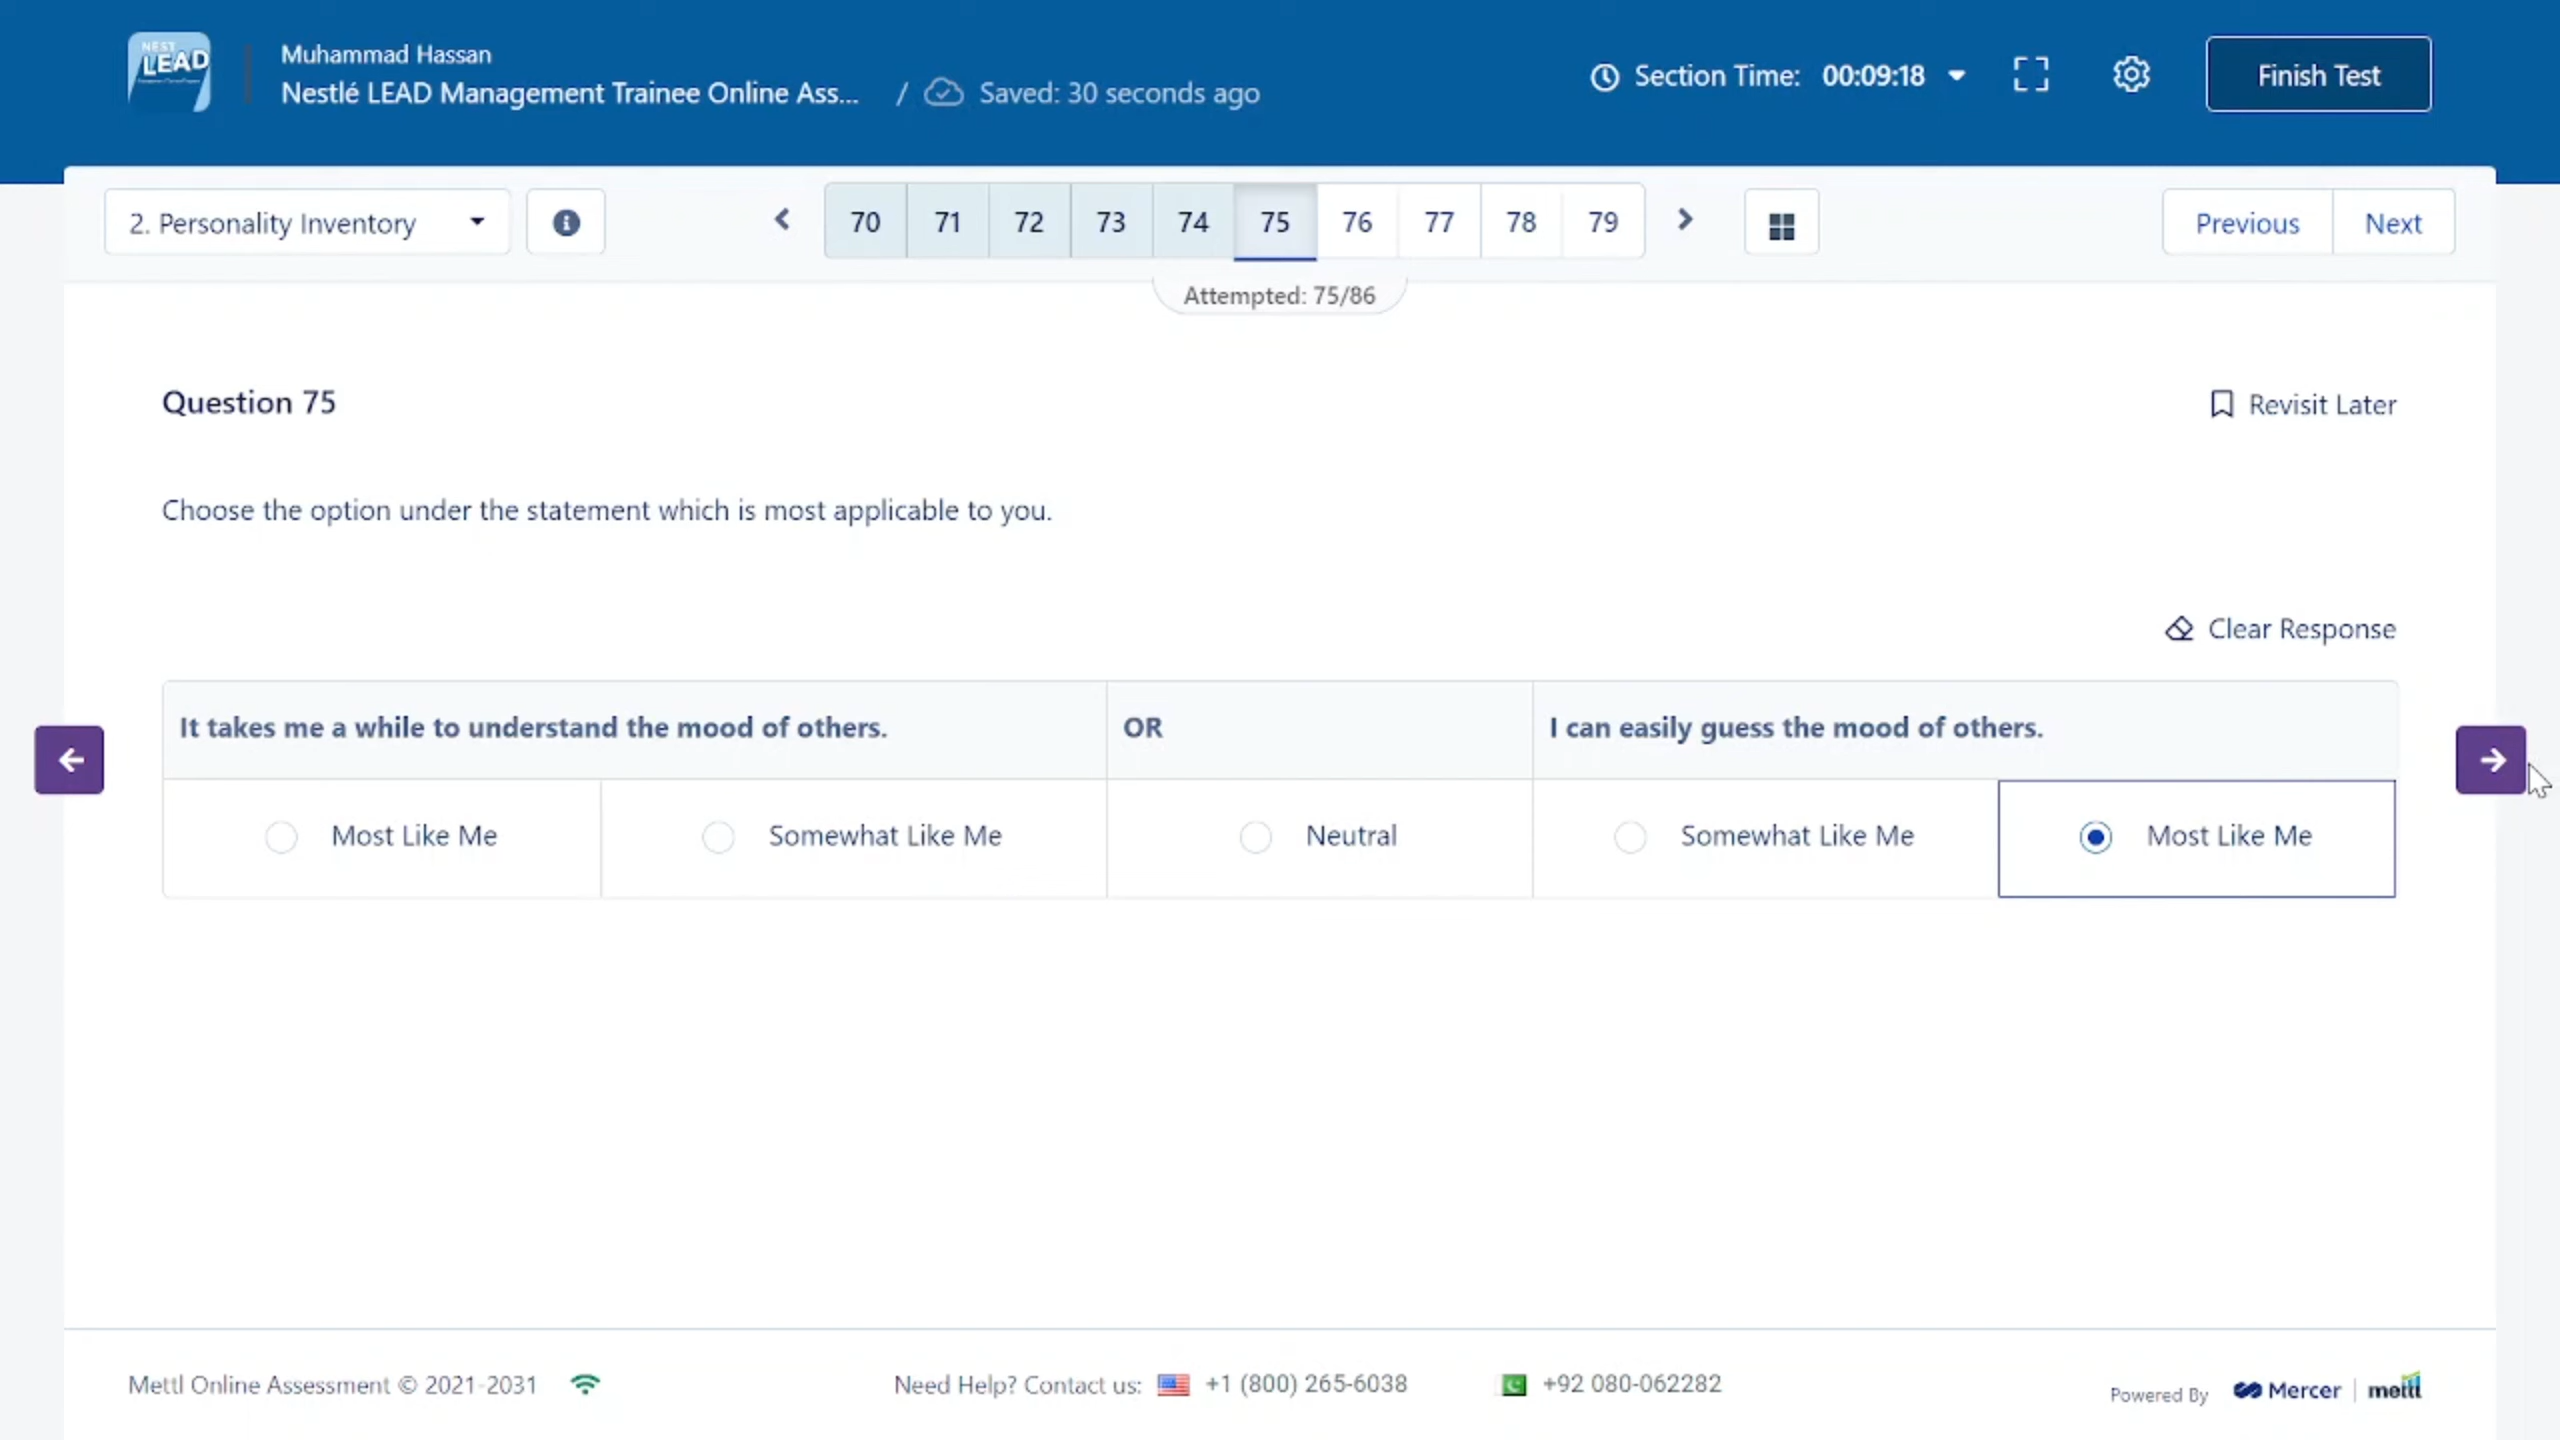 NEST
LEAD
Muhammad Hassan
Nestlé LEAD Management Trainee Online Ass...
/ Saved: 30 seconds ago
Section Time: 00:09:18
Finish Test
2. Personality Inventory
70 71 72 73 74 75 76 77 78 79
Previous Next
Attempted: 75/86
Question 75
Revisit Later
Choose the option under the statement which is most applicable to you.
Clear Response
It takes me a while to understand the mood of others. OR I can easily guess the mood of others.
Most Like Me Somewhat Like Me Neutral Somewhat Like Me Most Like Me
Mettl Online Assessment © 2021-2031 Need Help? Contact us: +1 (800) 265-6038 +92 080-062282 Powered By Mercer | mettl